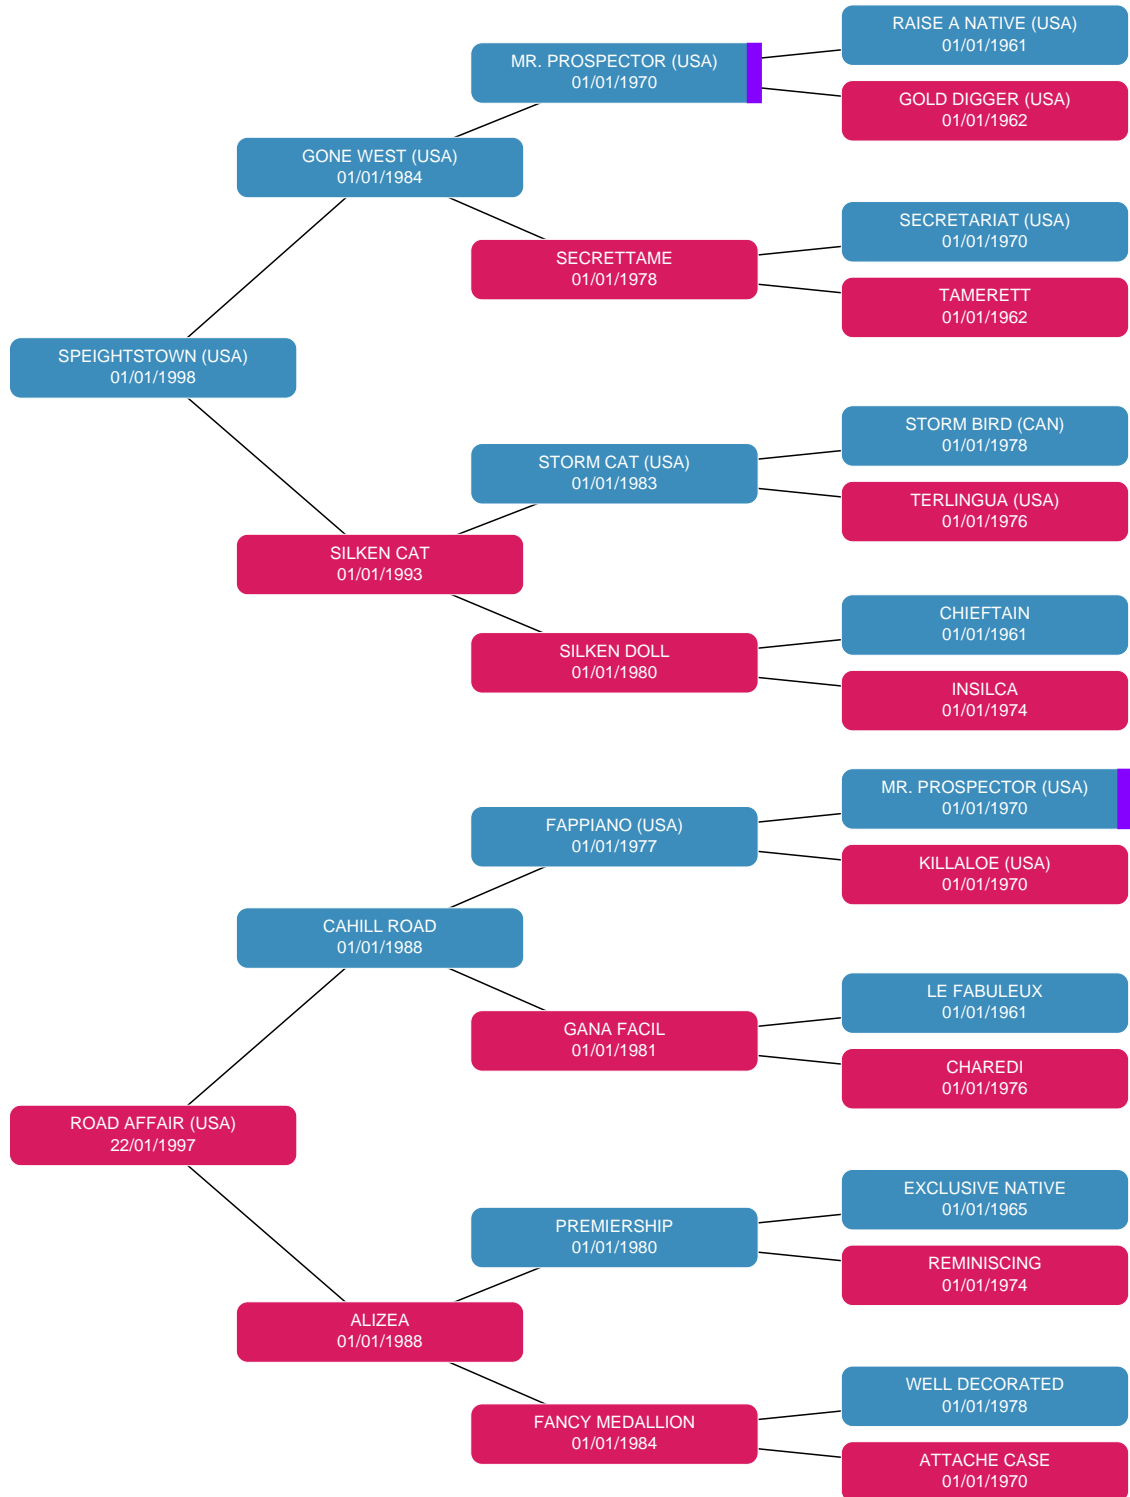 RAISE A NATIVE (USA)
01/01/1961
MR. PROSPECTOR (USA)
01/01/1970
GOLD DIGGER (USA)
01/01/1962
GONE WEST (USA)
01/01/1984
SECRETARIAT (USA)
01/01/1970
SECRETTAME
01/01/1978
TAMERETT
01/01/1962
SPEIGHTSTOWN (USA)
01/01/1998
STORM BIRD (CAN)
01/01/1978
STORM CAT (USA)
01/01/1983
TERLINGUA (USA)
01/01/1976
SILKEN CAT
01/01/1993
CHIEFTAIN
01/01/1961
SILKEN DOLL
01/01/1980
INSILCA
01/01/1974
MR. PROSPECTOR (USA)
01/01/1970
FAPPIANO (USA)
01/01/1977
KILLALOE (USA)
01/01/1970
CAHILL ROAD
01/01/1988
LE FABULEUX
01/01/1961
GANA FACIL
01/01/1981
CHAREDI
01/01/1976
ROAD AFFAIR (USA)
22/01/1997
EXCLUSIVE NATIVE
01/01/1965
PREMIERSHIP
01/01/1980
REMINISCING
01/01/1974
ALIZEA
01/01/1988
WELL DECORATED
01/01/1978
FANCY MEDALLION
01/01/1984
ATTACHE CASE
01/01/1970